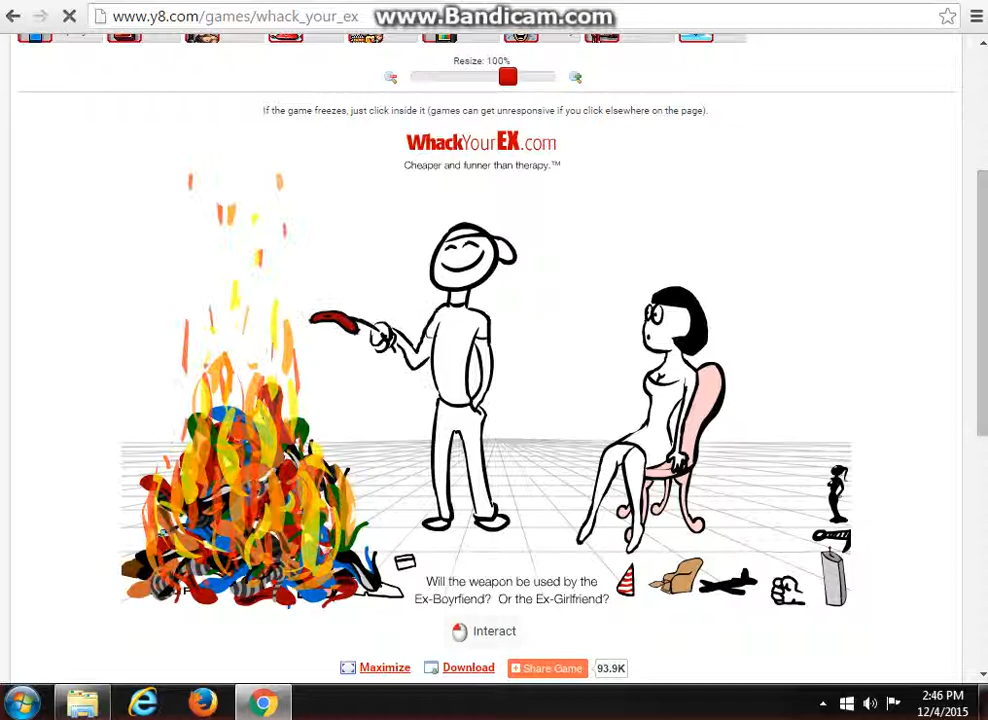 www.y8.com/games/whack_your_ex
www.Bandicam.com
Resize: 100%
If the game freezes, just click inside it (games can get unresponsive if you click elsewhere on the page).
WhackYourEX.com
Cheaper and funner than therapy.™
Will the weapon be used by the
Ex-Boyrfiend? Or the Ex-Girlfriend?
Interact
Maximize Download Share Game 93.9K
2:46 PM
12/4/2015